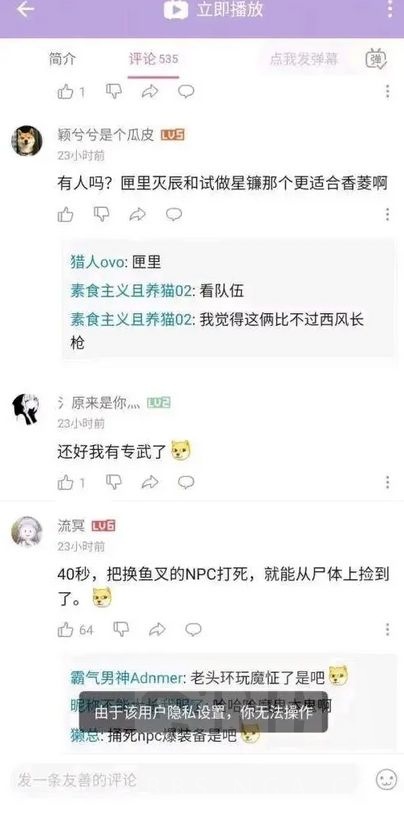 立即播放
简介
评论 535
点我发弹幕
弹
1
颖兮兮是个瓜皮 LV5
23小时前
有人吗？匣里灭辰和试做星镰那个更适合香菱啊
猎人ovo: 匣里
素食主义且养猫02: 看队伍
素食主义且养猫02: 我觉得这俩比不过西风长
枪
氵原来是你灬 LV2
23小时前
还好我有专武了
1
流冥 LV6
23小时前
40秒，把换鱼叉的NPC打死，就能从尸体上捡到
了。
64
霸气男神Adnmer: 老头环玩魔怔了是吧
由于该用户隐私设置，你无法操作
獭总: 捅死npc爆装备是吧
发一条友善的评论